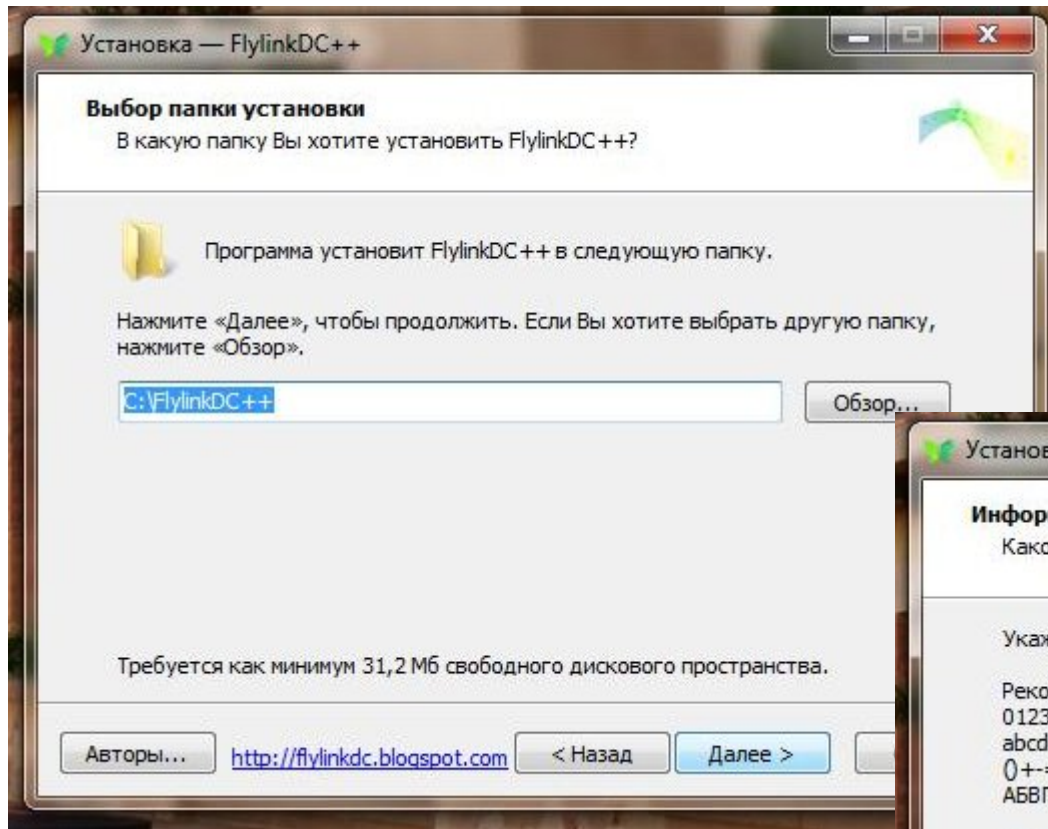 Установка — FlylinkDC++
Выбор папки установки
В какую папку Вы хотите установить FlylinkDC++?
Программа установит FlylinkDC++ в следующую папку.
Нажмите «Далее», чтобы продолжить. Если Вы хотите выбрать другую папку,
нажмите «Обзор».
C:\FlylinkDC++
Обзор...
Требуется как минимум 31,2 Мб свободного дискового пространства.
Авторы...
http://flylinkdc.blogspot.com
< Назад
Далее >
0123
abcd